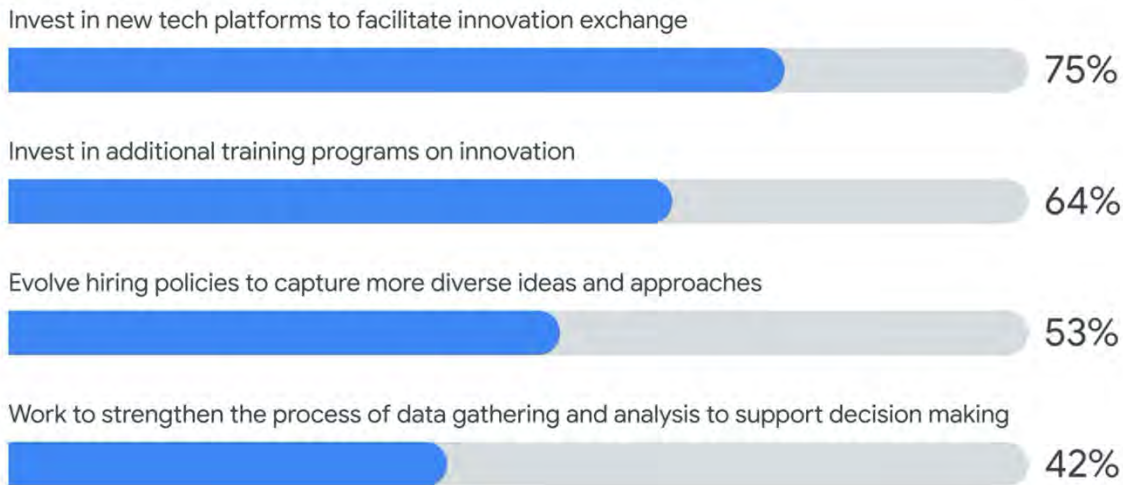 Invest in new tech platforms to facilitate innovation exchange
75%
Invest in additional training programs on innovation
64%
Evolve hiring policies to capture more diverse ideas and approaches
53%
Work to strengthen the process of data gathering and analysis to support decision making
42%